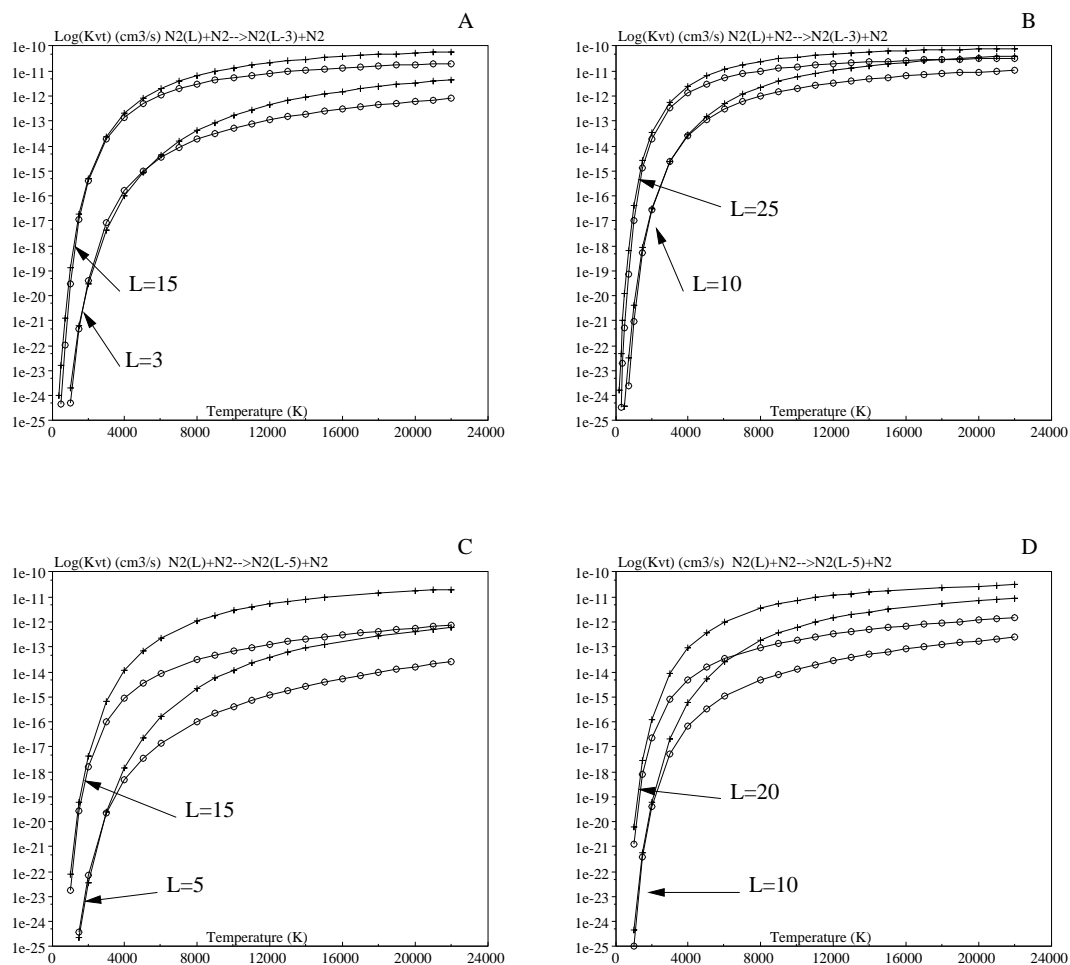 A
Log(Kvt) (cm3/s) N2(L)+N2-->N2(L-3)+N2
1e-10
1e-11
1e-12
1e-13
1e-14
1e-15
1e-16
1e-17
1e-18
1e-19
1e-20
1e-21
1e-22
1e-23
1e-24
1e-25
L=15
L=3
Temperature (K)
0 4000 8000 12000 16000 20000 24000
B
Log(Kvt) (cm3/s) N2(L)+N2-->N2(L-3)+N2
1e-10
1e-11
1e-12
1e-13
1e-14
1e-15
1e-16
1e-17
1e-18
1e-19
1e-20
1e-21
1e-22
1e-23
1e-24
1e-25
L=25
L=10
Temperature (K)
0 4000 8000 12000 16000 20000 24000
C
Log(Kvt) (cm3/s) N2(L)+N2-->N2(L-5)+N2
1e-10
1e-11
1e-12
1e-13
1e-14
1e-15
1e-16
1e-17
1e-18
1e-19
1e-20
1e-21
1e-22
1e-23
1e-24
1e-25
L=15
L=5
Temperature (K)
0 4000 8000 12000 16000 20000 24000
D
Log(Kvt) (cm3/s) N2(L)+N2-->N2(L-5)+N2
1e-10
1e-11
1e-12
1e-13
1e-14
1e-15
1e-16
1e-17
1e-18
1e-19
1e-20
1e-21
1e-22
1e-23
1e-24
1e-25
L=20
L=10
Temperature (K)
0 4000 8000 12000 16000 20000 24000